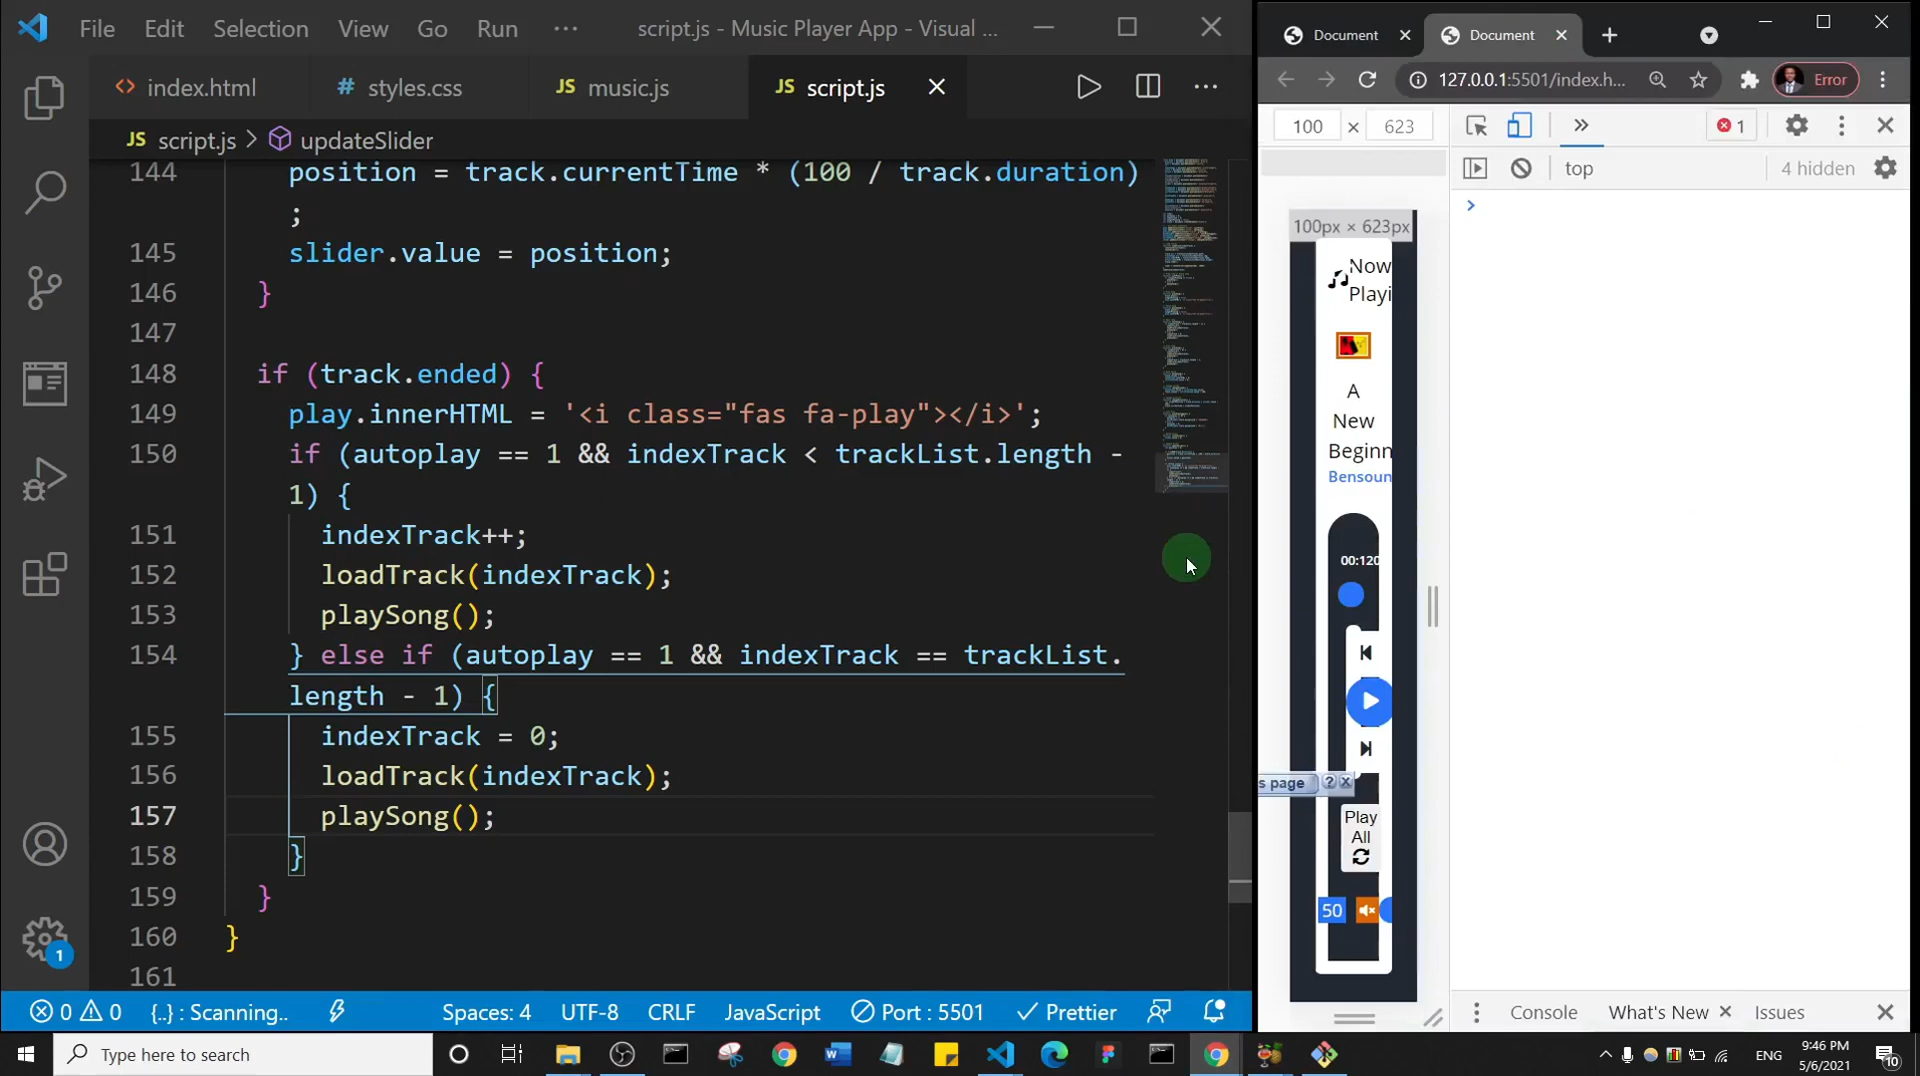 File Edit Selection View Go Run ··· script.js - Music Player App - Visual ...
<> index.html # styles.css JS music.js JS script.js
JS script.js > updateSlider
144 position = track.currentTime * (100 / track.duration)
;
145 slider.value = position;
146 }
147
148 if (track.ended) {
149 play.innerHTML = '<i class="fas fa-play"></i>';
150 if (autoplay == 1 && indexTrack < trackList.length -
1) {
151 indexTrack++;
152 loadTrack(indexTrack);
153 playSong();
154 } else if (autoplay == 1 && indexTrack == trackList.
length - 1) {
155 indexTrack = 0;
156 loadTrack(indexTrack);
157 playSong();
158 }
159 }
160 }
161
1
0 0 {..} : Scanning.. Spaces: 4 UTF-8 CRLF JavaScript Port : 5501 Prettier
Document Document
127.0.0.1:5501/index.h... Error
100 × 623 1
top 4 hidden
100px × 623px
Now
Playi
A
New
Beginn
Bensoun
00:120
s page ?
Play
All
50
Console What's New Issues
Type here to search
ENG 9:46 PM
5/6/2021
10